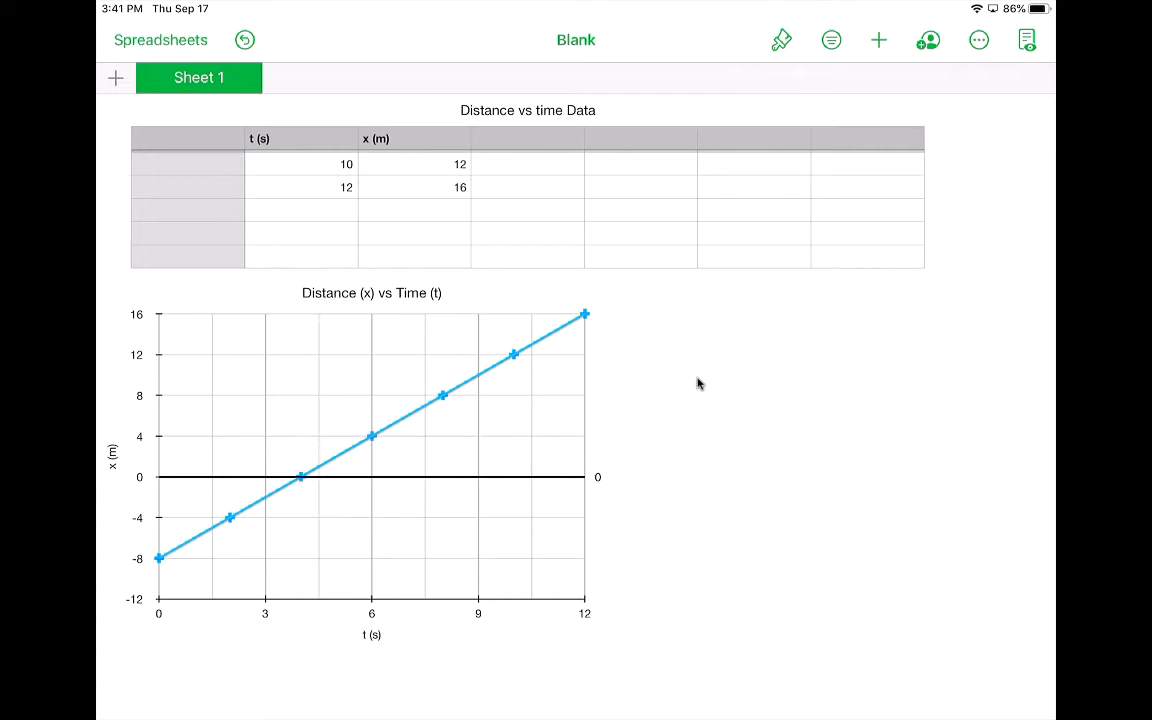 3:41 PM Thu Sep 17 86%
Spreadsheets Blank
Sheet 1
Distance vs time Data
t (s) x (m)
10 12
12 16
Distance (x) vs Time (t)
16
12
8
4
0 0
-4
-8
-12
x (m)
0 3 6 9 12
t (s)